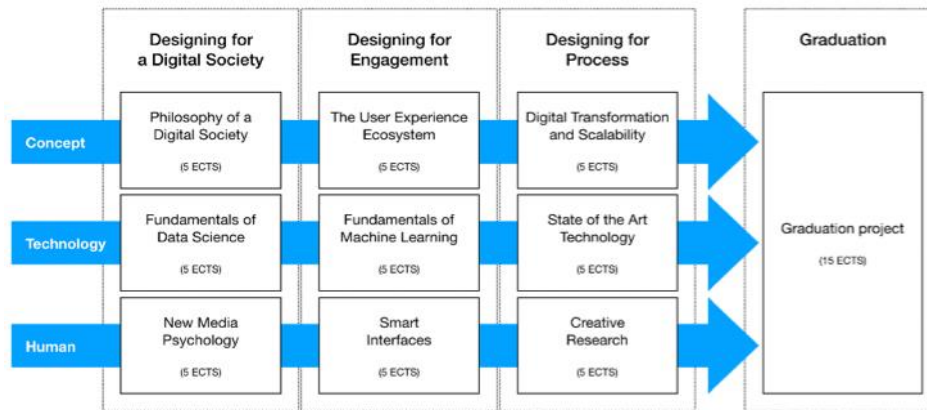 Designing for
a Digital Society
Designing for
Engagement
Designing for
Process
Graduation
Concept
Philosophy of a
Digital Society
(5 ECTS)
The User Experience
Ecosystem
(5 ECTS)
Digital Transformation
and Scalability
(5 ECTS)
Technology
Fundamentals of
Data Science
(5 ECTS)
Fundamentals of
Machine Learning
(5 ECTS)
State of the Art
Technology
(5 ECTS)
Graduation project
(15 ECTS)
Human
New Media
Psychology
(5 ECTS)
Smart
Interfaces
(5 ECTS)
Creative
Research
(5 ECTS)